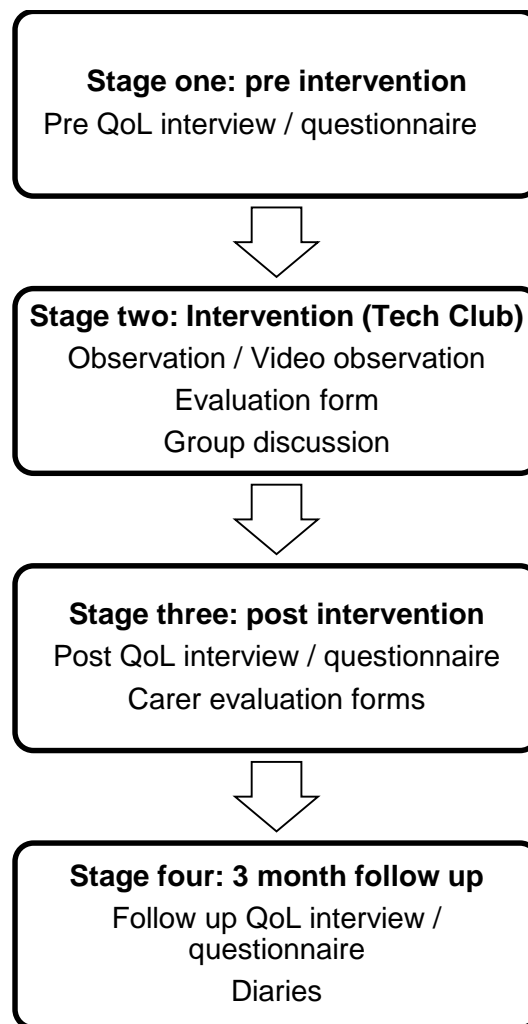 Stage one: pre intervention
Pre QoL interview / questionnaire
Stage two: Intervention (Tech Club)
Observation / Video observation
Evaluation form
Group discussion
Stage three: post intervention
Post QoL interview / questionnaire
Carer evaluation forms
Stage four: 3 month follow up
Follow up QoL interview /
questionnaire
Diaries